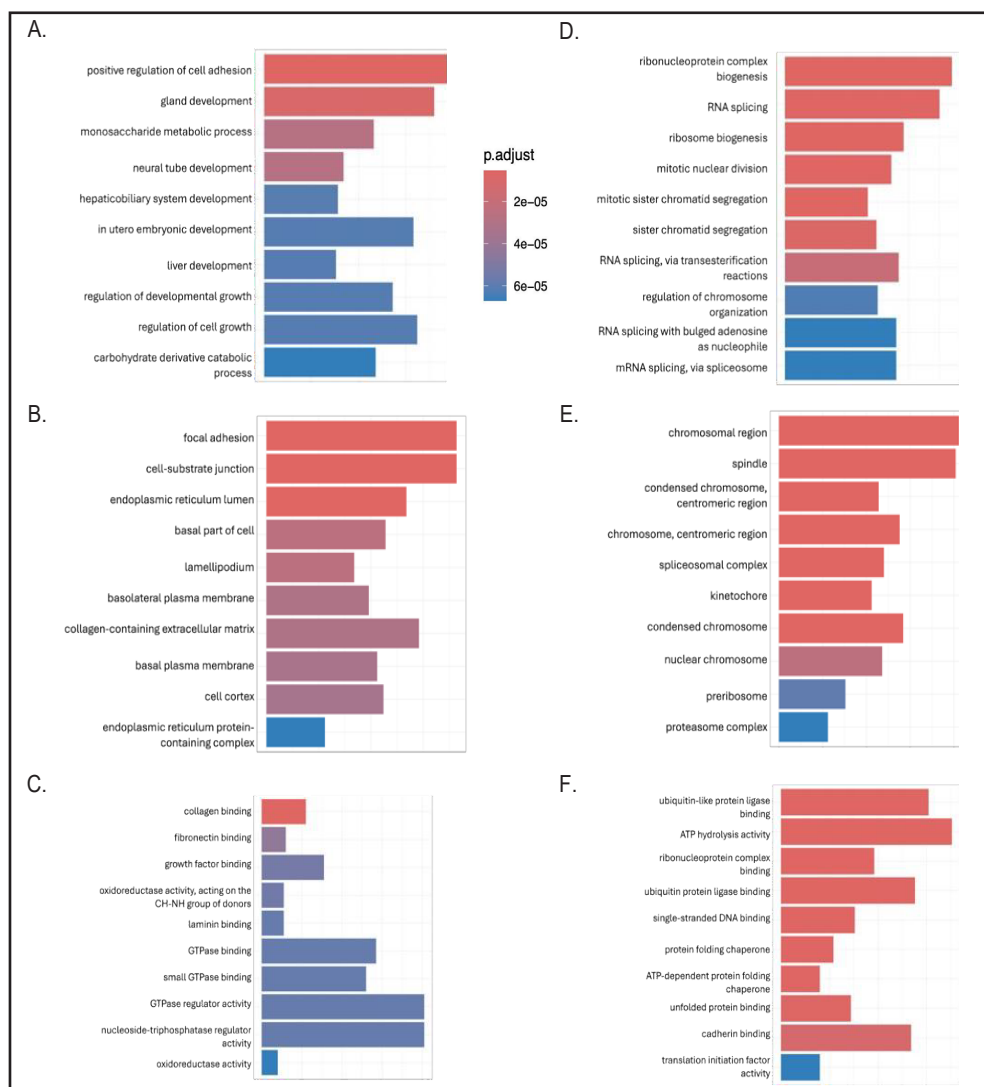 A.
positive regulation of cell adhesion
gland development
monosaccharide metabolic process
neural tube development
hepaticobiliary system development
in utero embryonic development
liver development
regulation of developmental growth
regulation of cell growth
carbohydrate derivative catabolic
process
p.adjust
2e-05
4e-05
6e-05
D.
ribonucleoprotein complex
biogenesis
RNA splicing
ribosome biogenesis
mitotic nuclear division
mitotic sister chromatid segregation
sister chromatid segregation
RNA splicing, via transesterification
reactions
regulation of chromosome
organization
RNA splicing with bulged adenosine
as nucleophile
mRNA splicing, via spliceosome
B.
focal adhesion
cell-substrate junction
endoplasmic reticulum lumen
basal part of cell
lamellipodium
basolateral plasma membrane
collagen-containing extracellular matrix
basal plasma membrane
cell cortex
endoplasmic reticulum protein-
containing complex
E.
chromosomal region
spindle
condensed chromosome,
centromeric region
chromosome, centromeric region
spliceosomal complex
kinetochore
condensed chromosome
nuclear chromosome
preribosome
proteasome complex
C.
collagen binding
fibronectin binding
growth factor binding
oxidoreductase activity, acting on the
CH-NH group of donors
laminin binding
GTPase binding
small GTPase binding
GTPase regulator activity
nucleoside-triphosphatase regulator
activity
oxidoreductase activity
F.
ubiquitin-like protein ligase
binding
ATP hydrolysis activity
ribonucleoprotein complex
binding
ubiquitin protein ligase binding
single-stranded DNA binding
protein folding chaperone
ATP-dependent protein folding
chaperone
unfolded protein binding
cadherin binding
translation initiation factor
activity